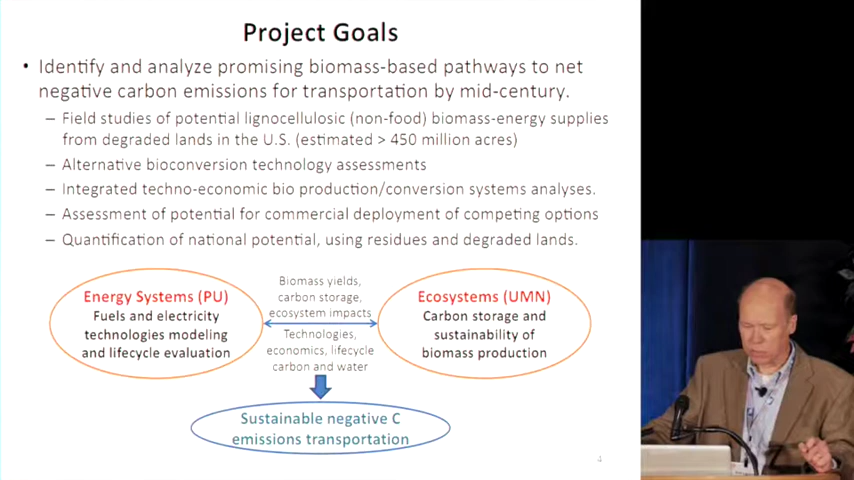 Project Goals
• Identify and analyze promising biomass-based pathways to net
negative carbon emissions for transportation by mid-century.
– Field studies of potential lignocellulosic (non-food) biomass-energy supplies
from degraded lands in the U.S. (estimated > 450 million acres)
– Alternative bioconversion technology assessments
– Integrated techno-economic bio production/conversion systems analyses.
– Assessment of potential for commercial deployment of competing options
– Quantification of national potential, using residues and degraded lands.
Energy Systems (PU)
Fuels and electricity
technologies modeling
and lifecycle evaluation
Biomass yields,
carbon storage,
ecosystem impacts
Technologies,
economics, lifecycle
carbon and water
Ecosystems (UMN)
Carbon storage and
sustainability of
biomass production
Sustainable negative C
emissions transportation
4